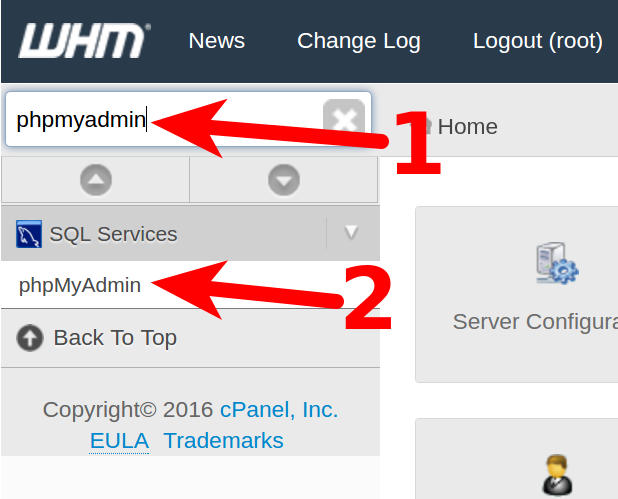 WHM News Change Log Logout (root)
phpmyadmin 1 Home
SQL Services
phpMyAdmin 2
Server Configura
Back To Top
Copyright© 2016 cPanel, Inc.
EULA Trademarks